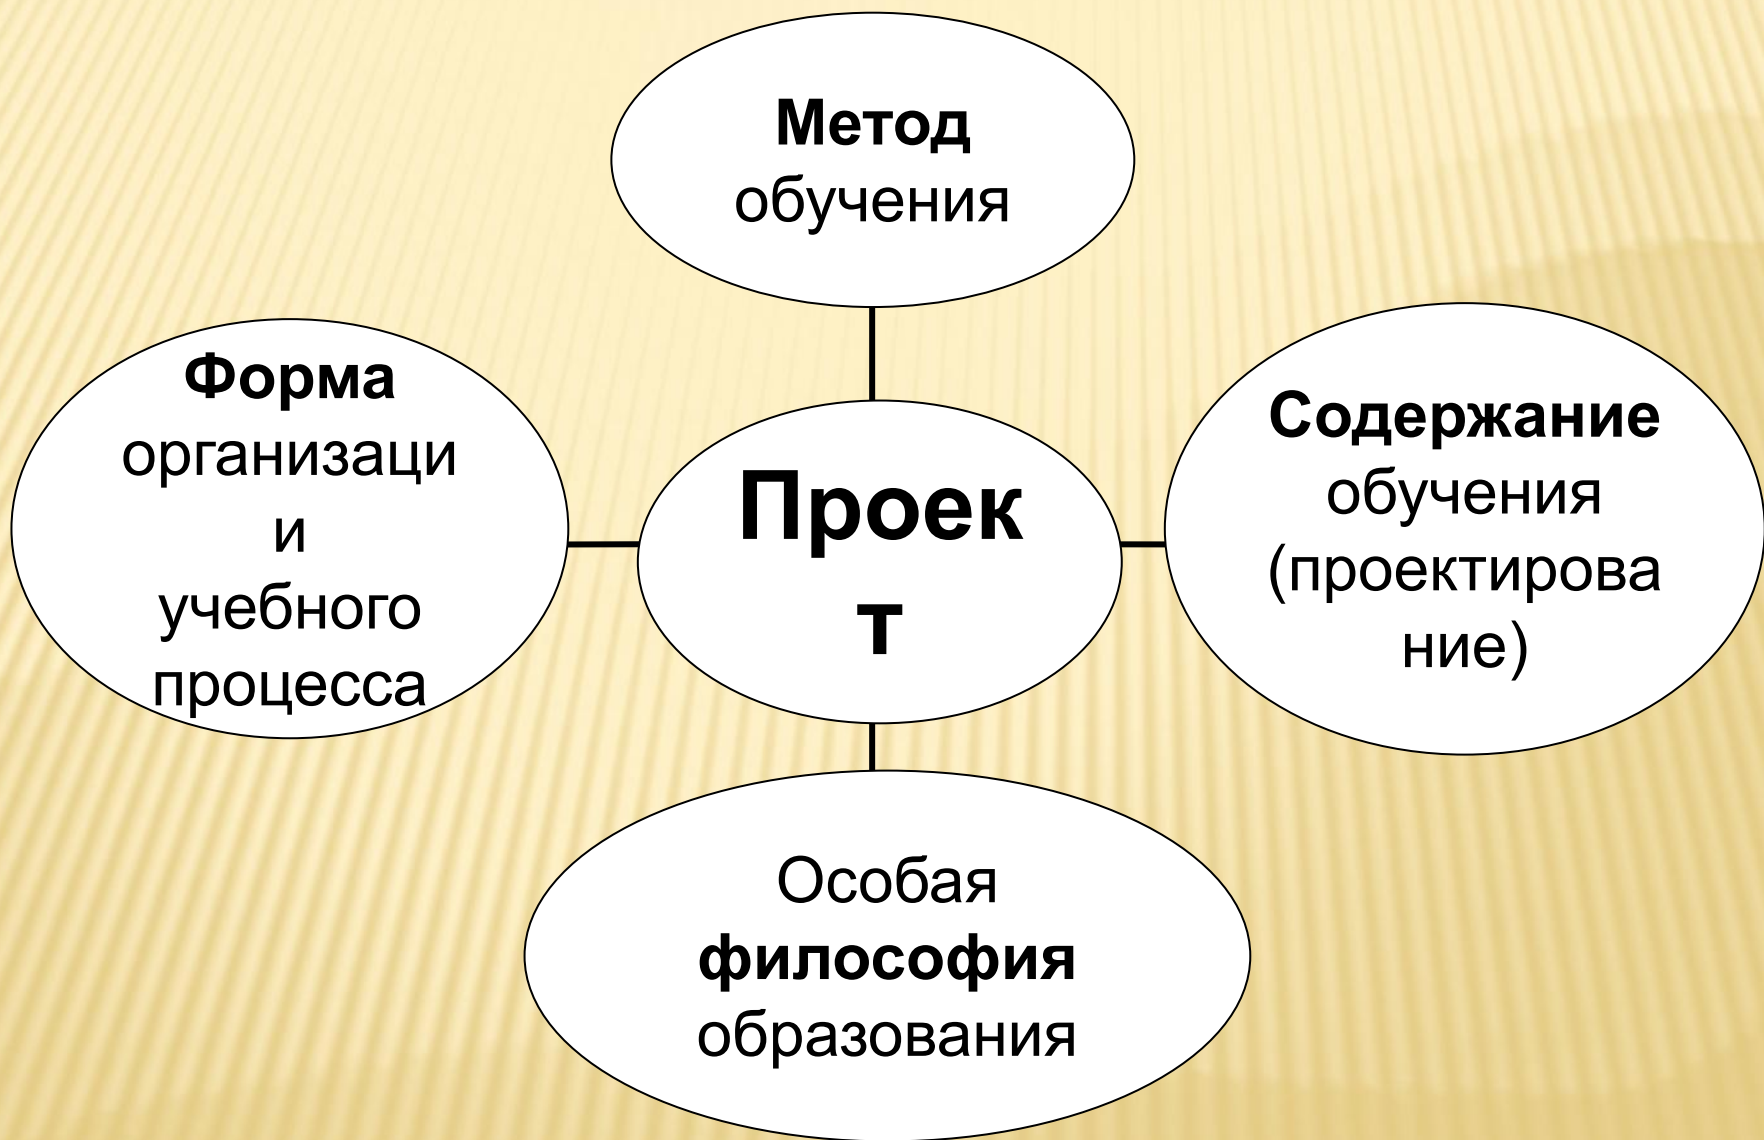 Метод
обучения
Форма
организаци
и
учебного
процесса
Проек
т
Содержание
обучения
(проектирова
ние)
Особая
философия
образования